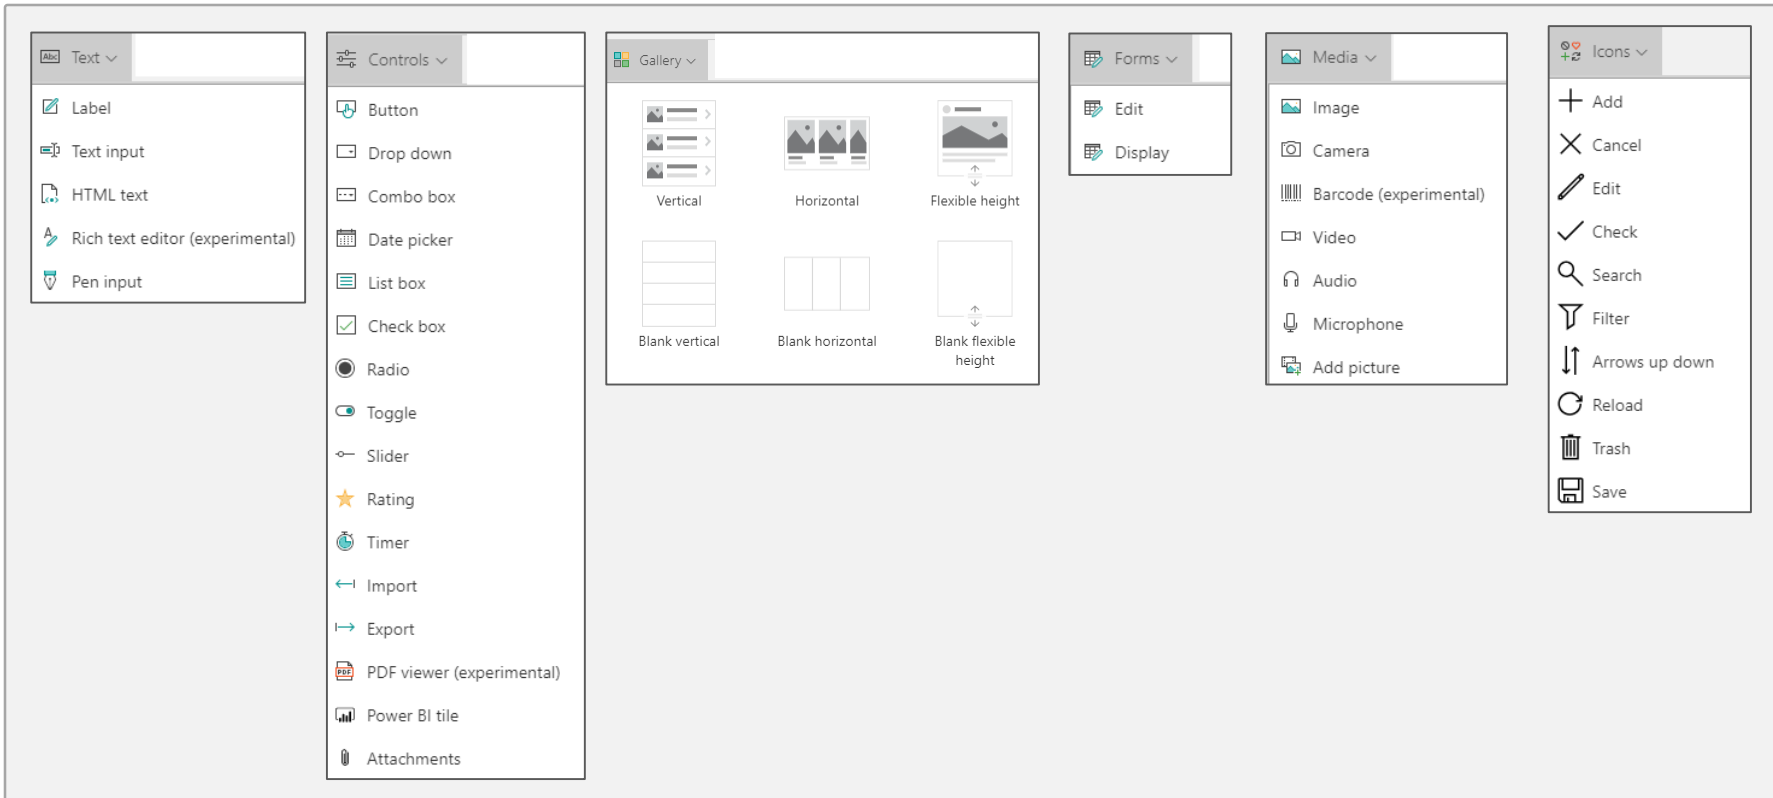 Abc Text
Label
Text input
HTML text
Rich text editor (experimental)
Pen input
Controls
Button
Drop down
Combo box
Date picker
List box
Check box
Radio
Toggle
Slider
Rating
Timer
Import
Export
PDF PDF viewer (experimental)
Power BI tile
Attachments
Gallery
Vertical
Horizontal
Flexible height
Blank vertical
Blank horizontal
Blank flexible
height
Forms
Edit
Display
Media
Image
Camera
Barcode (experimental)
Video
Audio
Microphone
Add picture
Icons
Add
Cancel
Edit
Check
Search
Filter
Arrows up down
Reload
Trash
Save